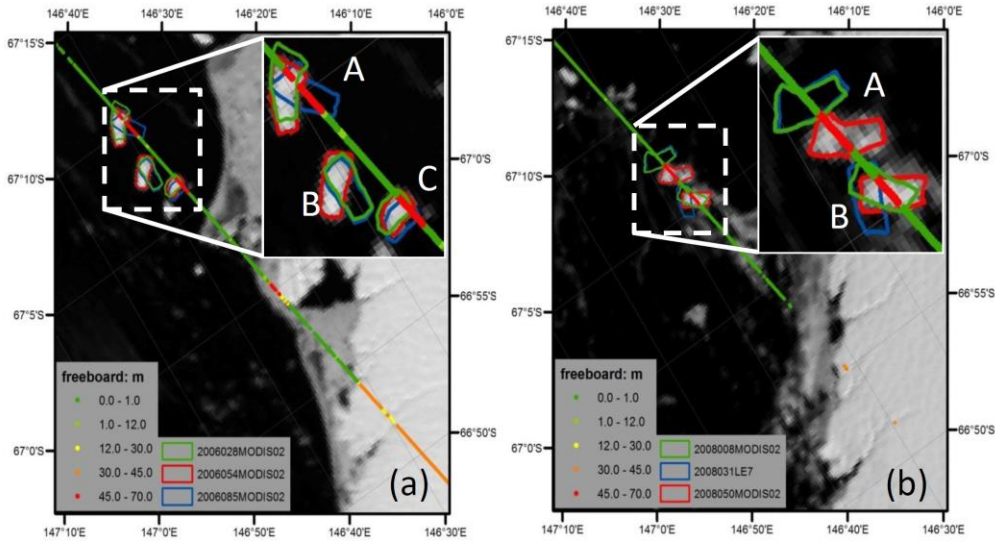 146°40'E 146°30'E 146°20'E 146°15'E 146°5'E
146°30'E 146°20'E 146°10'E 146°0'E
67°15'S
67°10'S
67°5'S
67°0'S
A
B
C
67°0'S
66°55'S
66°50'S
freeboard: m
0.0 - 1.0
1.0 - 12.0
12.0 - 30.0
30.0 - 45.0
45.0 - 70.0
2006028MODIS02
2006054MODIS02
2006085MODIS02
(a)
147°10'E 147°0'E 146°50'E 146°40'E 146°30'E
67°15'S
67°10'S
67°5'S
67°0'S
A
B
67°0'S
66°55'S
66°50'S
freeboard: m
0.0 - 1.0
1.0 - 12.0
12.0 - 30.0
30.0 - 45.0
45.0 - 70.0
2008008MODIS02
2008031LE7
2008050MODIS02
(b)
147°10'E 147°0'E 146°50'E 146°40'E 146°30'E